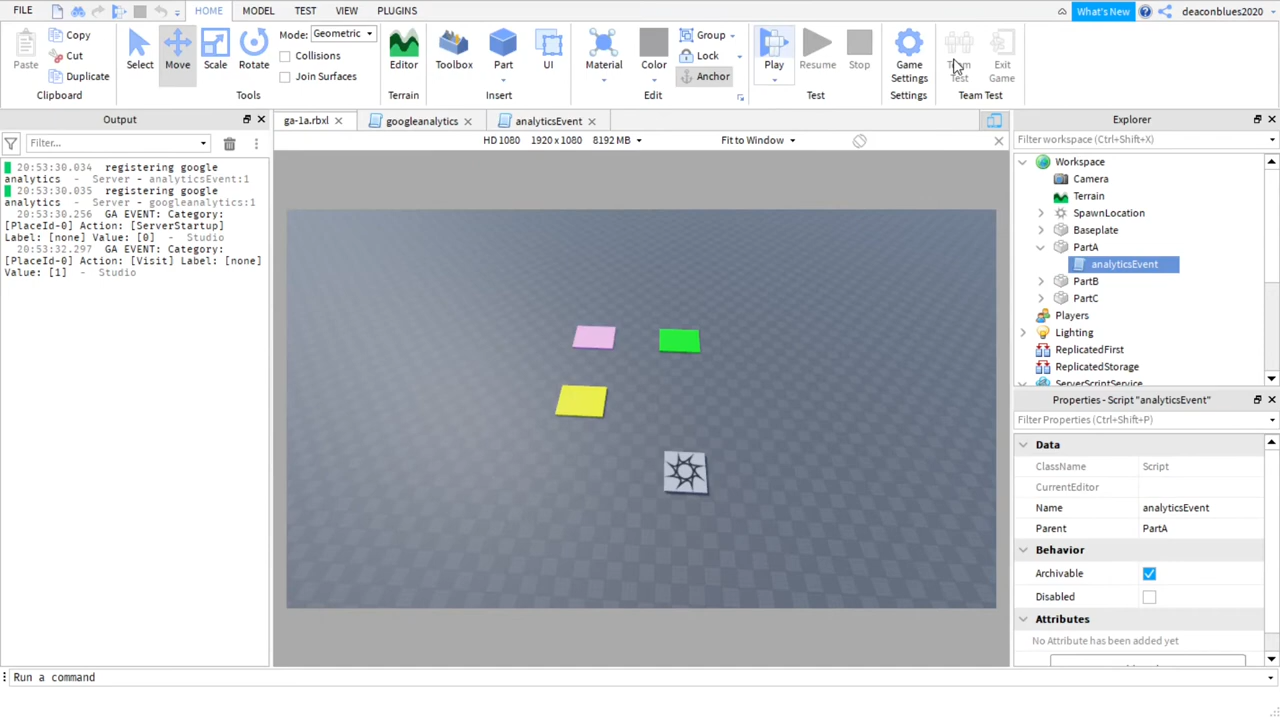 FILE HOME MODEL TEST VIEW PLUGINS What's New deaconblues2020
Paste Copy Cut Duplicate Clipboard
Select Move Scale Rotate Tools
Mode: Geometric
Collisions
Join Surfaces
Editor Terrain
Toolbox Part UI Insert
Material Color Group Lock Anchor Edit
Play Resume Stop Test
Game Settings Settings
Team Test Exit Game Team Test
Output
Filter...
20:53:30.034 registering google
analytics - Server - analyticsEvent:1
20:53:30.035 registering google
analytics - Server - googleanalytics:1
20:53:30.256 GA EVENT: Category:
[PlaceId-0] Action: [ServerStartup]
Label: [none] Value: [0] - Studio
20:53:32.297 GA EVENT: Category:
[PlaceId-0] Action: [Visit] Label: [none]
Value: [1] - Studio
ga-1a.rbxl googleanalytics analyticsEvent
HD 1080 1920 x 1080 8192 MB Fit to Window
Explorer
Filter workspace (Ctrl+Shift+X)
Workspace
Camera
Terrain
SpawnLocation
Baseplate
PartA
analyticsEvent
PartB
PartC
Players
Lighting
ReplicatedFirst
ReplicatedStorage
ServerScriptService
Properties - Script "analyticsEvent"
Filter Properties (Ctrl+Shift+P)
Data
ClassName Script
CurrentEditor
Name analyticsEvent
Parent PartA
Behavior
Archivable
Disabled
Attributes
No Attribute has been added yet
Run a command